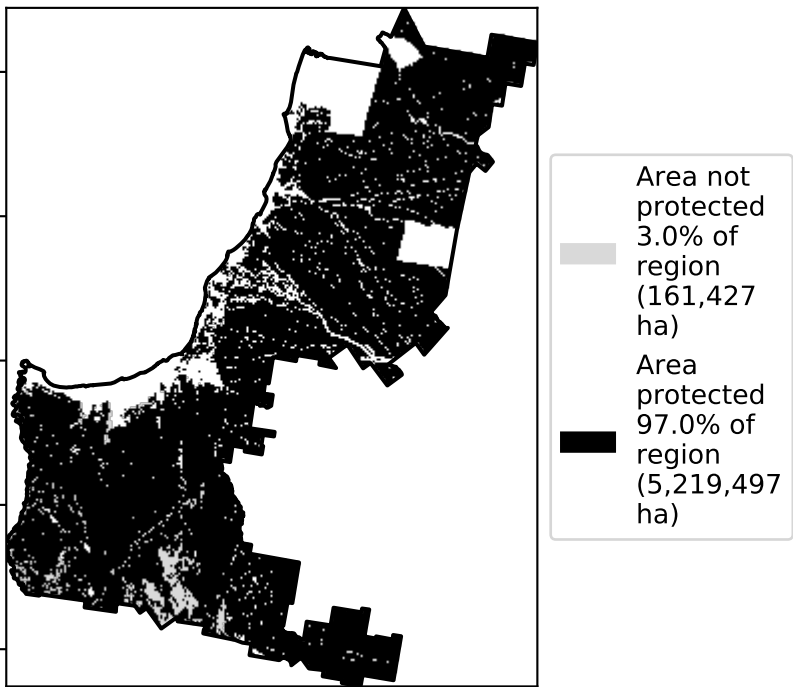 Area not
protected
3.0% of
region
(161,427
ha)
Area
protected
97.0% of
region
(5,219,497
ha)